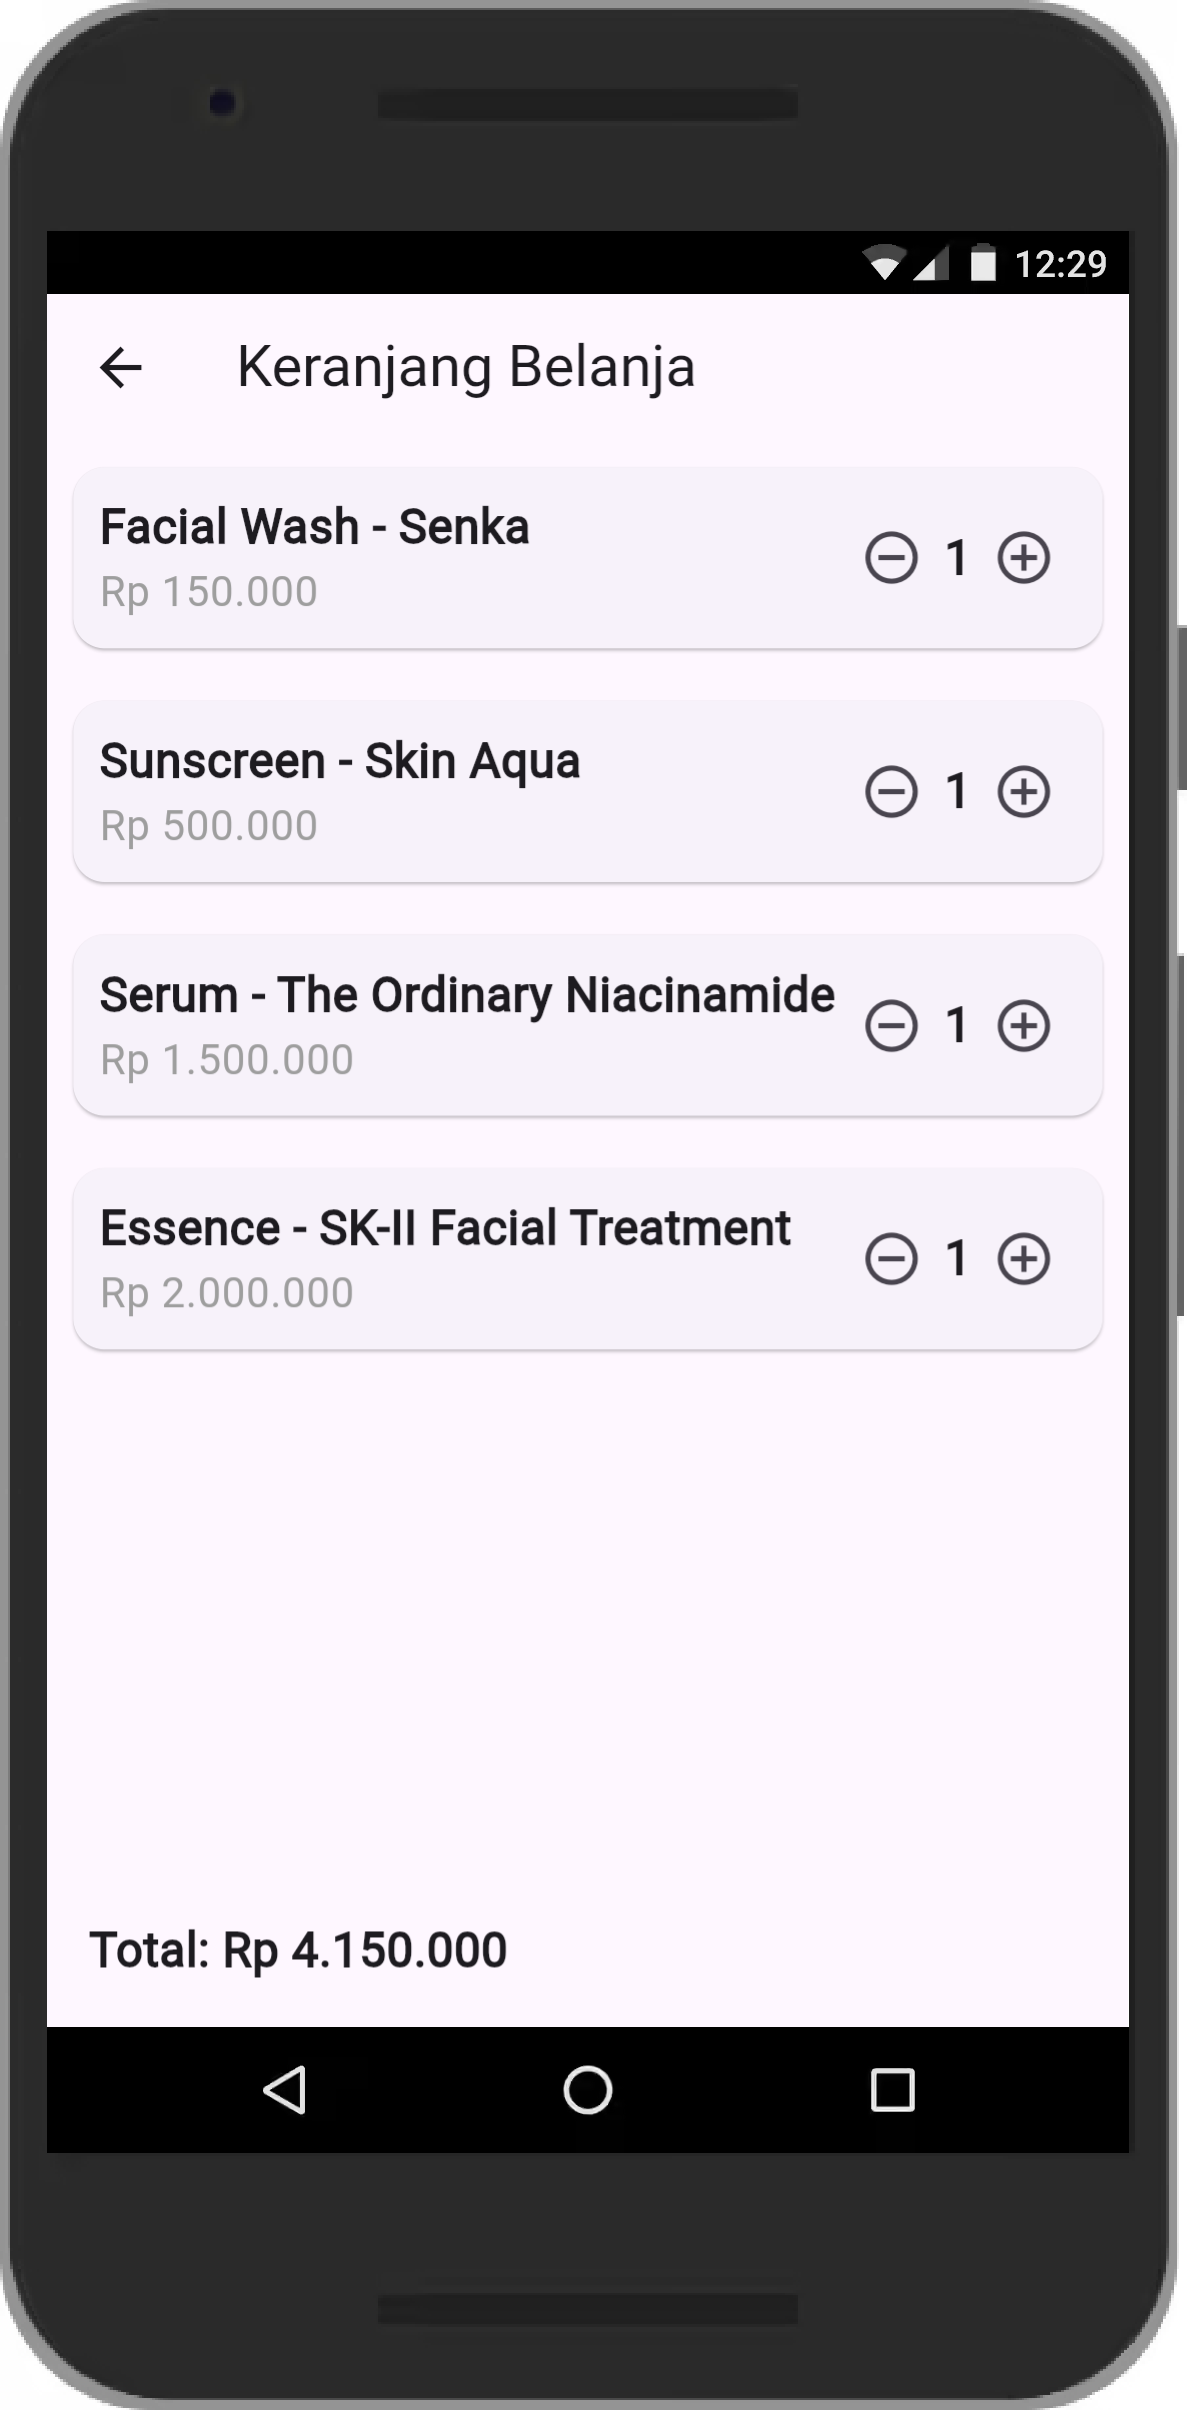 12:29
Keranjang Belanja
Facial Wash - Senka
Rp 150.000
1
Sunscreen - Skin Aqua
Rp 500.000
1
Serum - The Ordinary Niacinamide
Rp 1.500.000
1
Essence - SK-II Facial Treatment
Rp 2.000.000
1
Total: Rp 4.150.000